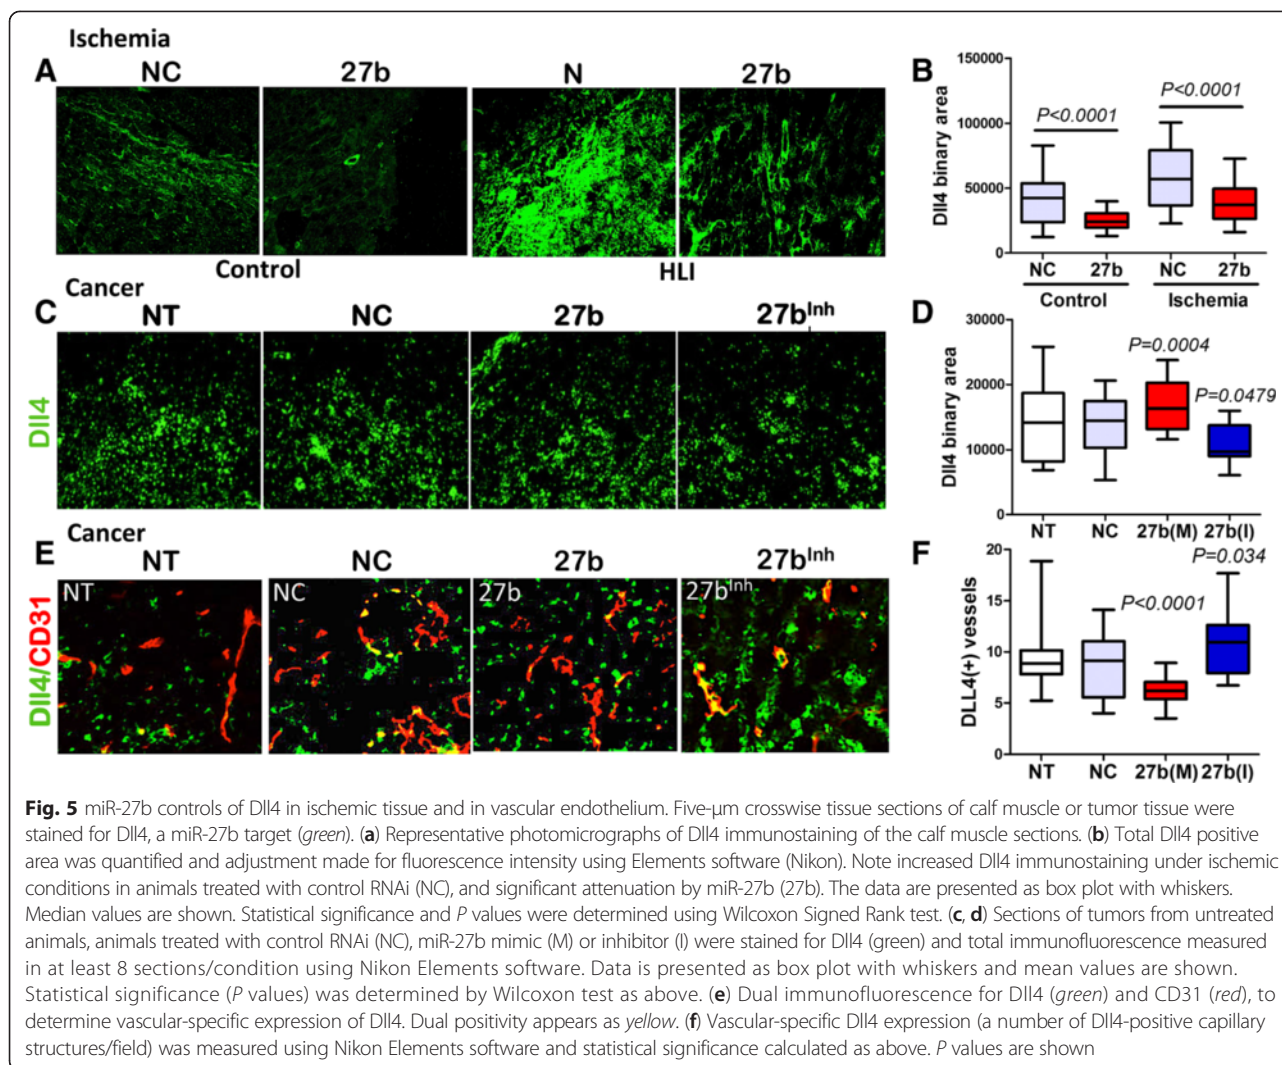 Ischemia
A NC 27b N 27b
Control HLI
B
Dll4 binary area
150000
100000
50000
0
P<0.0001
P<0.0001
NC 27b NC 27b
Control Ischemia
Cancer
C NT NC 27b 27bInh
Dll4
D
Dll4 binary area
30000
20000
10000
0
P=0.0004
P=0.0479
NT NC 27b(M) 27b(I)
Cancer
E NT NC 27b 27bInh
NT NC 27b 27bInh
Dll4/CD31
F
DLL4(+) vessels
20
15
10
5
0
P<0.0001
P=0.034
NT NC 27b(M) 27b(I)
Fig. 5 miR-27b controls of Dll4 in ischemic tissue and in vascular endothelium. Five-μm crosswise tissue sections of calf muscle or tumor tissue were
stained for Dll4, a miR-27b target (green). (a) Representative photomicrographs of Dll4 immunostaining of the calf muscle sections. (b) Total Dll4 positive
area was quantified and adjustment made for fluorescence intensity using Elements software (Nikon). Note increased Dll4 immunostaining under ischemic
conditions in animals treated with control RNAi (NC), and significant attenuation by miR-27b (27b). The data are presented as box plot with whiskers.
Median values are shown. Statistical significance and P values were determined using Wilcoxon Signed Rank test. (c, d) Sections of tumors from untreated
animals, animals treated with control RNAi (NC), miR-27b mimic (M) or inhibitor (I) were stained for Dll4 (green) and total immunofluorescence measured
in at least 8 sections/condition using Nikon Elements software. Data is presented as box plot with whiskers and mean values are shown.
Statistical significance (P values) was determined by Wilcoxon test as above. (e) Dual immunofluorescence for Dll4 (green) and CD31 (red), to
determine vascular-specific expression of Dll4. Dual positivity appears as yellow. (f) Vascular-specific Dll4 expression (a number of Dll4-positive capillary
structures/field) was measured using Nikon Elements software and statistical significance calculated as above. P values are shown